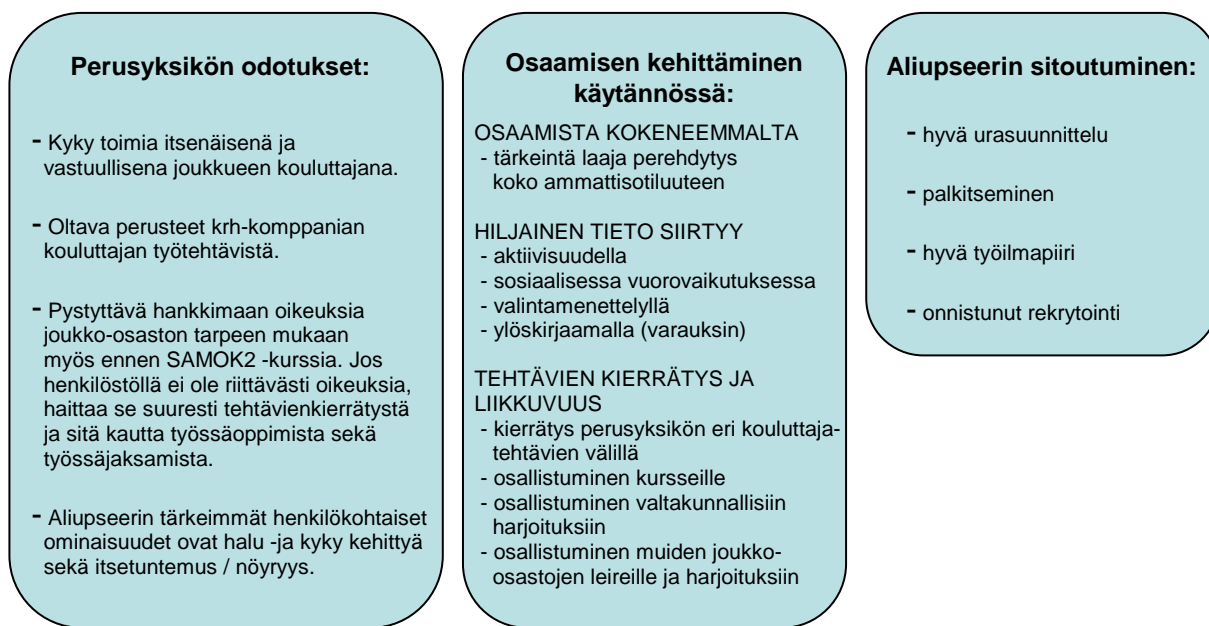 Perusyksikön odotukset:
- Kyky toimia itsenäisenä ja
vastuullisena joukkueen kouluttajana.
- Oltava perusteet krh-komppanian
kouluttajan työtehtävistä.
- Pystyttävä hankkimaan oikeuksia
joukko-osaston tarpeen mukaan
myös ennen SAMOK2 -kurssia. Jos
henkilöstöllä ei ole riittävästi oikeuksia,
haittaa se suuresti tehtävienkierrätystä
ja sitä kautta työssäoppimista sekä
työssäjaksamista.
- Aliupseerin tärkeimmät henkilökohtaiset
ominaisuudet ovat halu -ja kyky kehittyä
sekä itsetuntemus / nöyryys.
Osaamisen kehittäminen
käytännössä:
OSAAMISTA KOKENEEMMALTA
- tärkeintä laaja perehdytys
koko ammattisotiluuteen
HILJAINEN TIETO SIIRTYY
- aktiivisuudella
- sosiaalisessa vuorovaikutuksessa
- valintamenettelyllä
- ylöskirjaamalla (varauksin)
TEHTÄVIEN KIERRÄTYS JA
LIIKKUVUUS
- kierrätys perusyksikön eri kouluttaja-
tehtävien välillä
- osallistuminen kursseille
- osallistuminen valtakunnallisiin
harjoituksiin
- osallistuminen muiden joukko-
osastojen leireille ja harjoituksiin
Aliupseerin sitoutuminen:
- hyvä urasuunnittelu
- palkitseminen
- hyvä työilmapiiri
- onnistunut rekrytointi